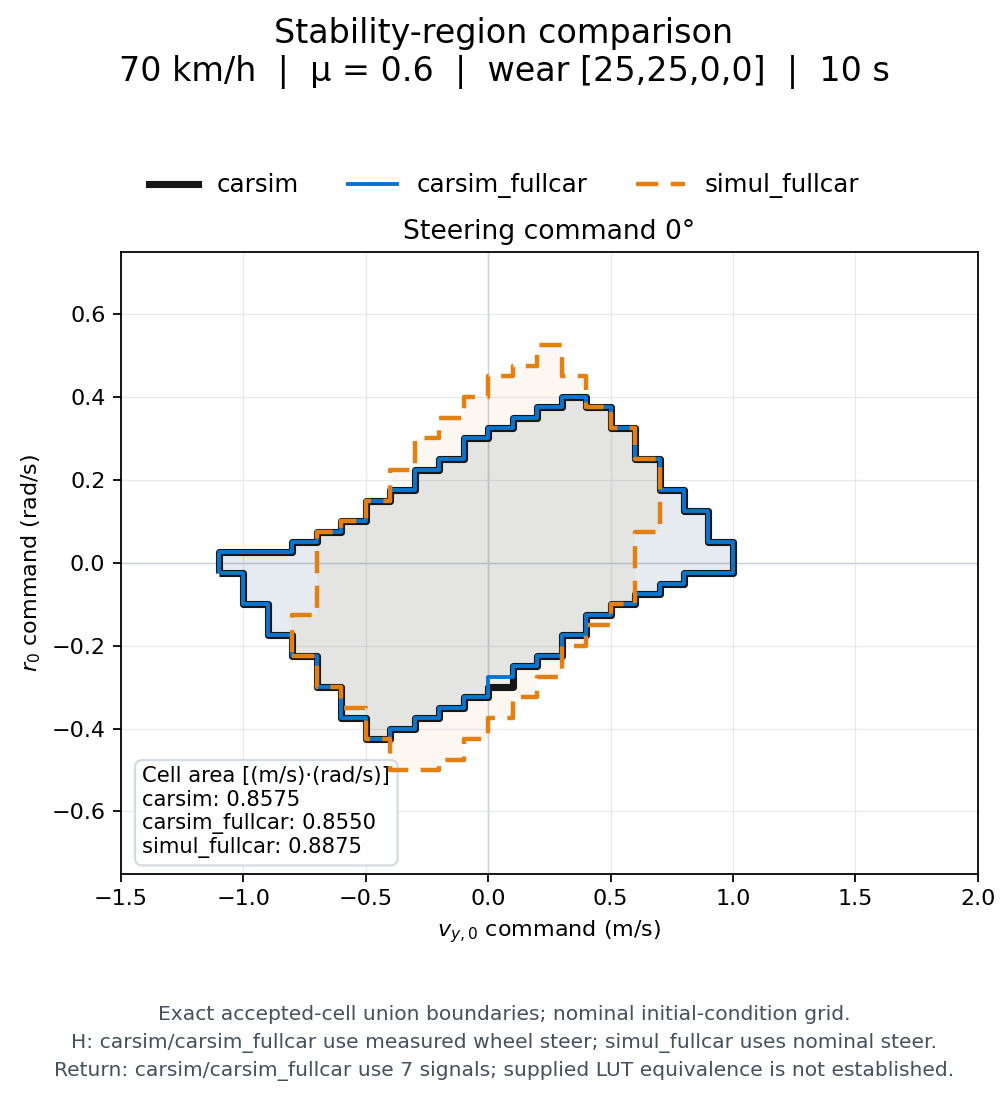 Stability-region comparison
70 km/h | μ = 0.6 | wear [25,25,0,0] | 10 s
carsim carsim_fullcar simul_fullcar
Steering command 0°
0.6
0.4
0.2
0.0
−0.2
−0.4
−0.6
r₀ command (rad/s)
Cell area [(m/s)·(rad/s)]
carsim: 0.8575
carsim_fullcar: 0.8550
simul_fullcar: 0.8875
−1.5 −1.0 −0.5 0.0 0.5 1.0 1.5 2.0
v_{y,0} command (m/s)
Exact accepted-cell union boundaries; nominal initial-condition grid.
H: carsim/carsim_fullcar use measured wheel steer; simul_fullcar uses nominal steer.
Return: carsim/carsim_fullcar use 7 signals; supplied LUT equivalence is not established.